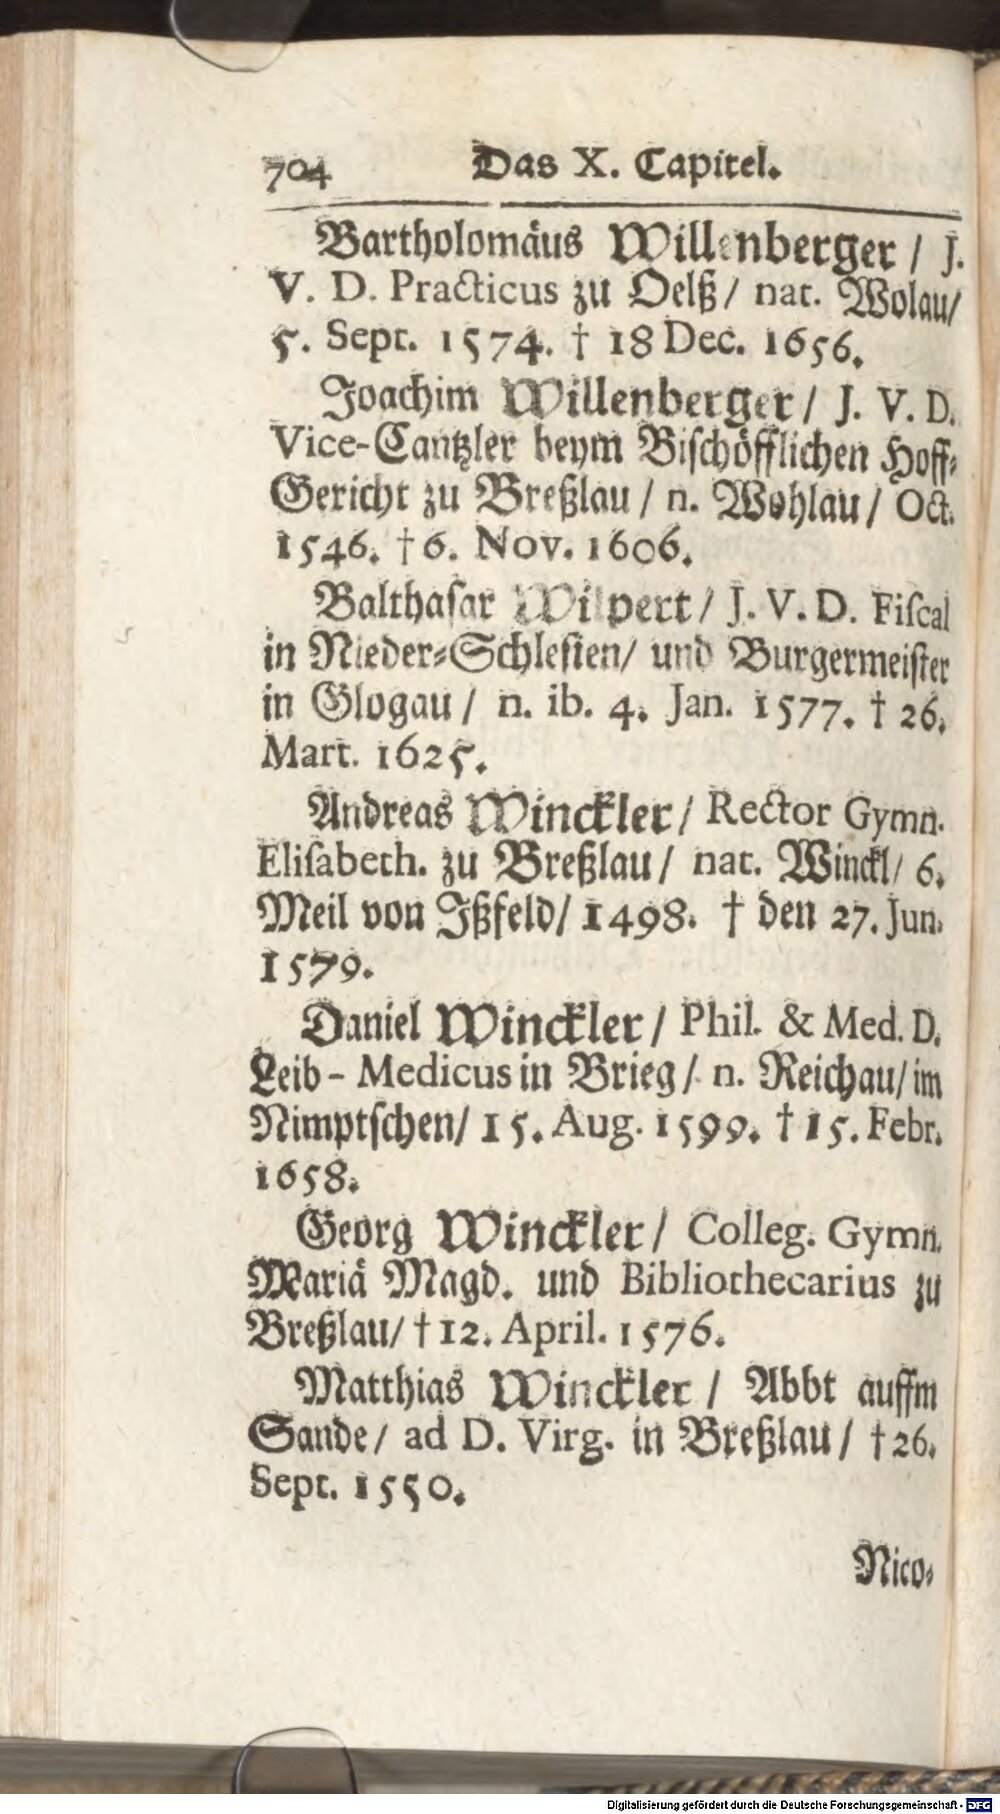 704 Das X. Capitel.
Bartholomäus Willenberger / J.
V. D. Practicus zu Oelß / nat. Wolau /
5. Sept. 1574. † 18 Dec. 1656.
Joachim Willenberger / J. V. D.
Vice-Cantzler beym Bischöfflichen Hoff-
Gericht zu Breßlau / n. Wohlau / Oct.
1546. † 6. Nov. 1606.
Balthasar Wilpert / J. V. D. Fiscal
in Nieder-Schlesien / und Burgermeister
in Glogau / n. ib. 4. Jan. 1577. † 26.
Mart. 1625.
Andreas Winckler / Rector Gymn.
Elisabeth. zu Breßlau / nat. Winckl / 6.
Meil von Ißfeld / 1498. † den 27. Jun.
1579.
Daniel Winckler / Phil. & Med. D.
Leib - Medicus in Brieg / n. Reichau / im
Nimptschen / 15. Aug. 1599. † 15. Febr.
1658.
Georg Winckler / Colleg. Gymn.
Mariä Magd. und Bibliothecarius zu
Breßlau / † 12. April. 1576.
Matthias Winckler / Abbt auffm
Sande / ad D. Virg. in Breßlau / † 26.
Sept. 1550.
Nico-
Digitalisierung gefördert durch die Deutsche Forschungsgemeinschaft - DFG